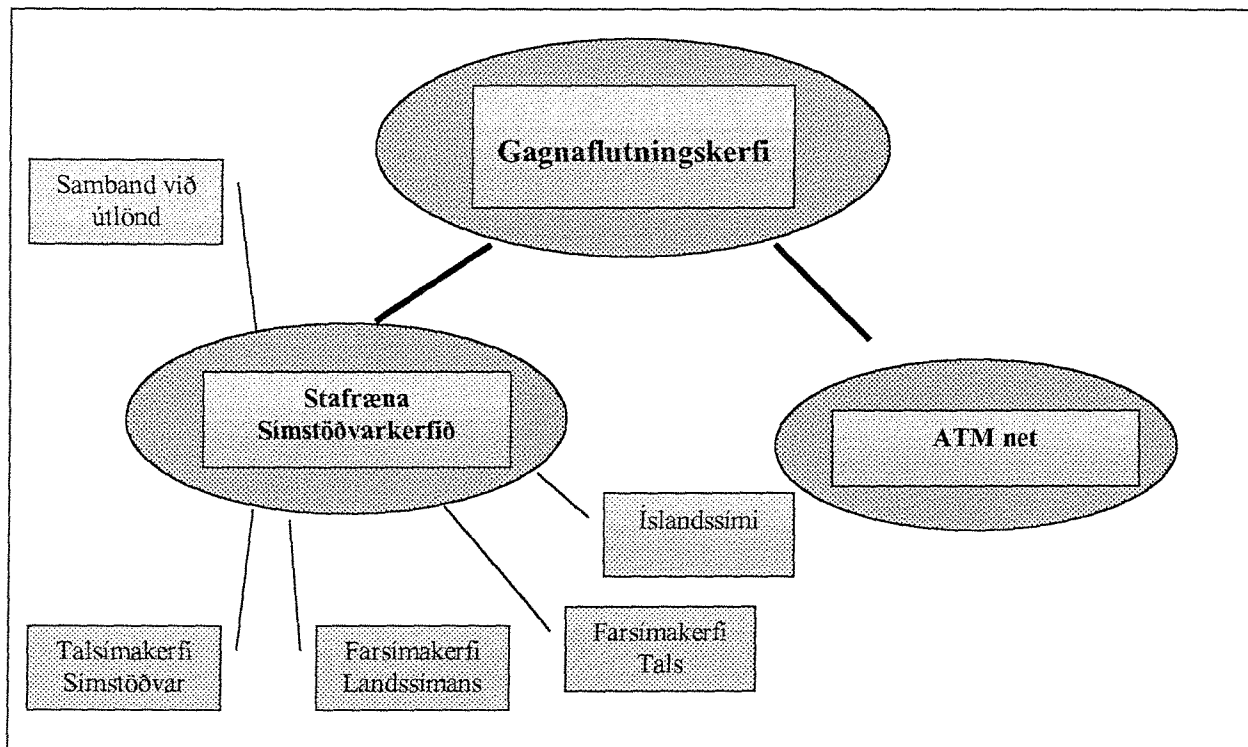 Gagnaflutningskerfi
Samband við
útlönd
Stafræna
Símstöðvarkerfið
ATM net
Íslandssími
Farsímakerfi
Tals
Talsímakerfi
Símstöðvar
Farsímakerfi
Landssímans